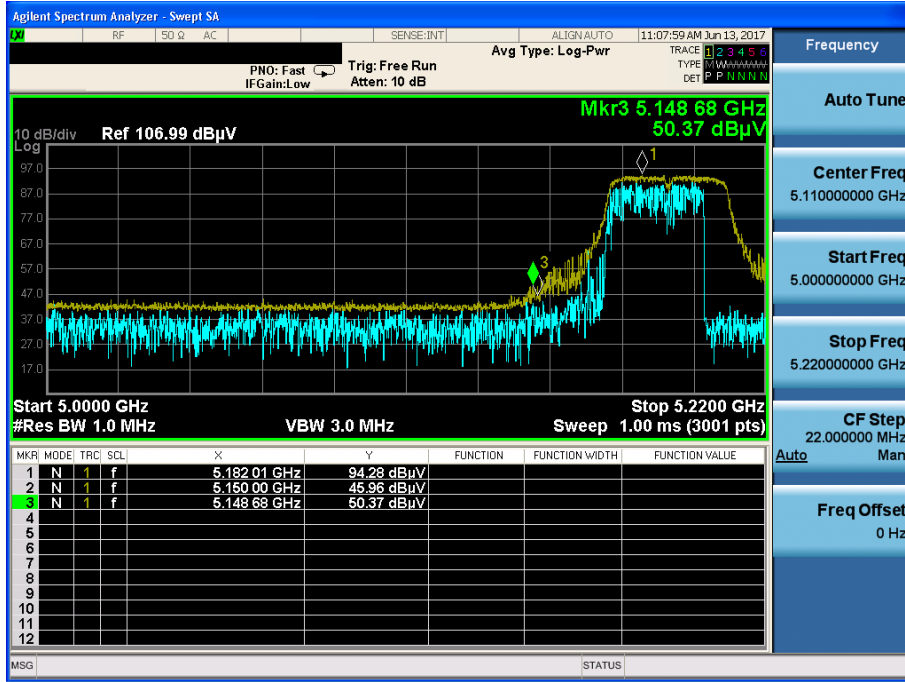 Agilent Spectrum Analyzer - Swept SA
LXI RF 50 Ω AC SENSE:INT ALIGN AUTO 11:07:59 AM Jun 13, 2017
Avg Type: Log-Pwr TRACE 1 2 3 4 5 6
PNO: Fast Trig: Free Run TYPE M W W W W W
IFGain:Low Atten: 10 dB DET P P N N N N
Mkr3 5.148 68 GHz
50.37 dBµV
10 dB/div Ref 106.99 dBµV
Log
97.0
87.0
77.0
67.0
57.0
47.0
37.0
27.0
17.0
1
3
Start 5.0000 GHz Stop 5.2200 GHz
#Res BW 1.0 MHz VBW 3.0 MHz Sweep 1.00 ms (3001 pts)
MKR MODE TRC SCL X Y FUNCTION FUNCTION WIDTH FUNCTION VALUE
1 N 1 f 5.182 01 GHz 94.28 dBµV
2 N 1 f 5.150 00 GHz 45.96 dBµV
3 N 1 f 5.148 68 GHz 50.37 dBµV
4
5
6
7
8
9
10
11
12
MSG STATUS
Frequency
Auto Tune
Center Freq
5.110000000 GHz
Start Freq
5.000000000 GHz
Stop Freq
5.220000000 GHz
CF Step
22.000000 MHz
Auto Man
Freq Offset
0 Hz